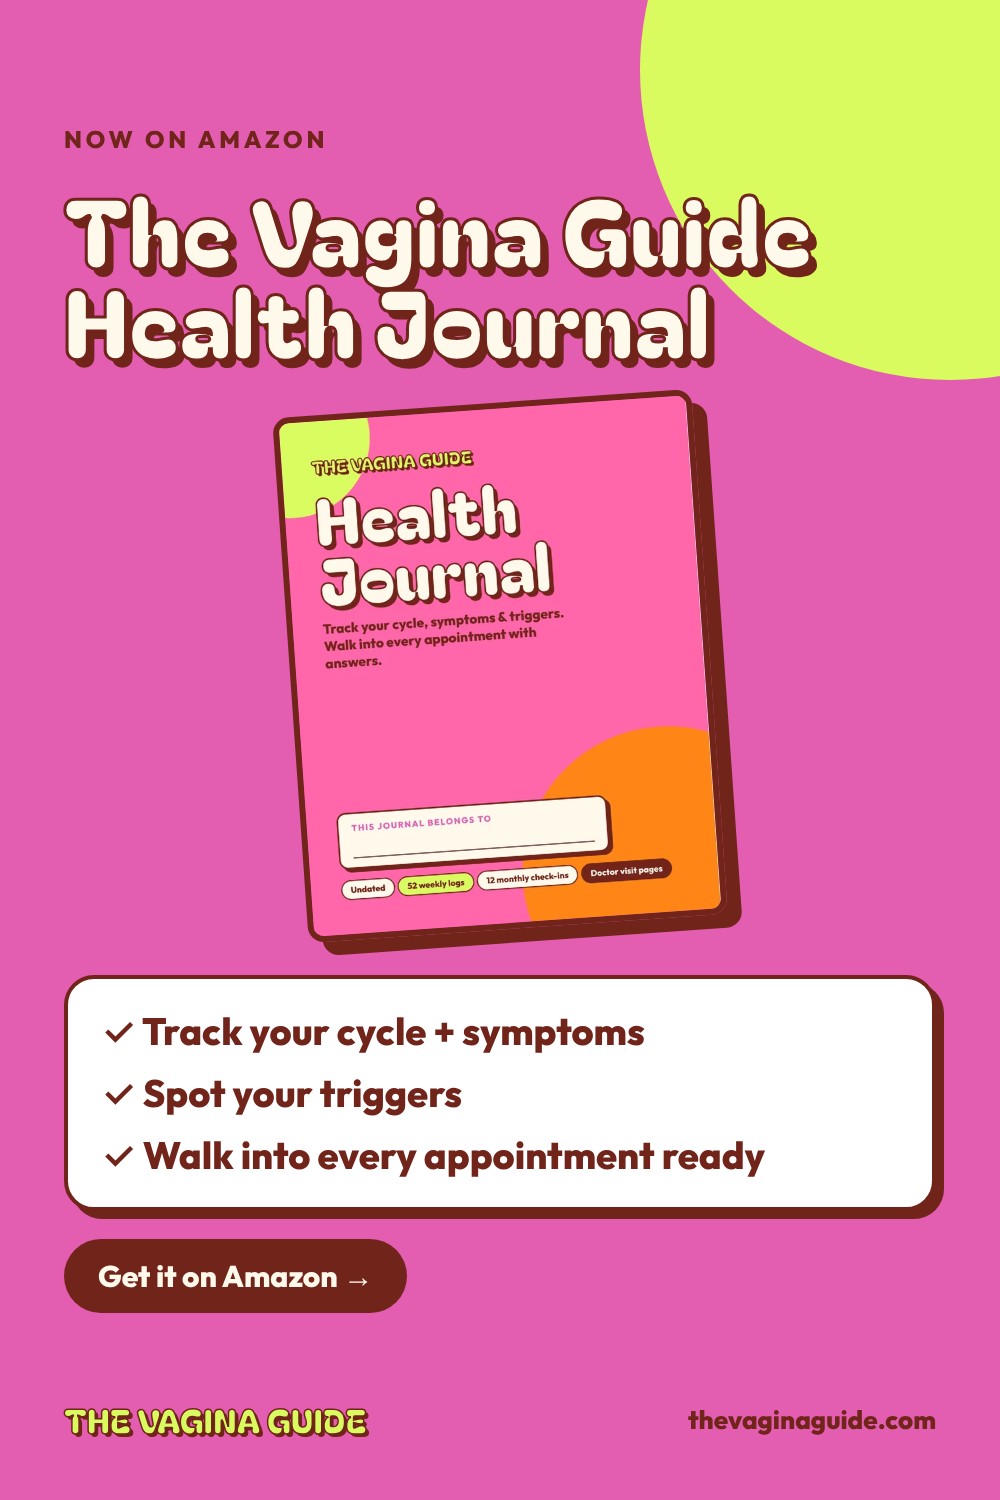 NOW ON AMAZON
The Vagina Guide
Health Journal
THE VAGINA GUIDE
Health
Journal
Track your cycle, symptoms & triggers.
Walk into every appointment with
answers.
THIS JOURNAL BELONGS TO
Undated
52 weekly logs
12 monthly check-ins
Doctor visit pages
✓ Track your cycle + symptoms
✓ Spot your triggers
✓ Walk into every appointment ready
Get it on Amazon →
THE VAGINA GUIDE
thevaginaguide.com